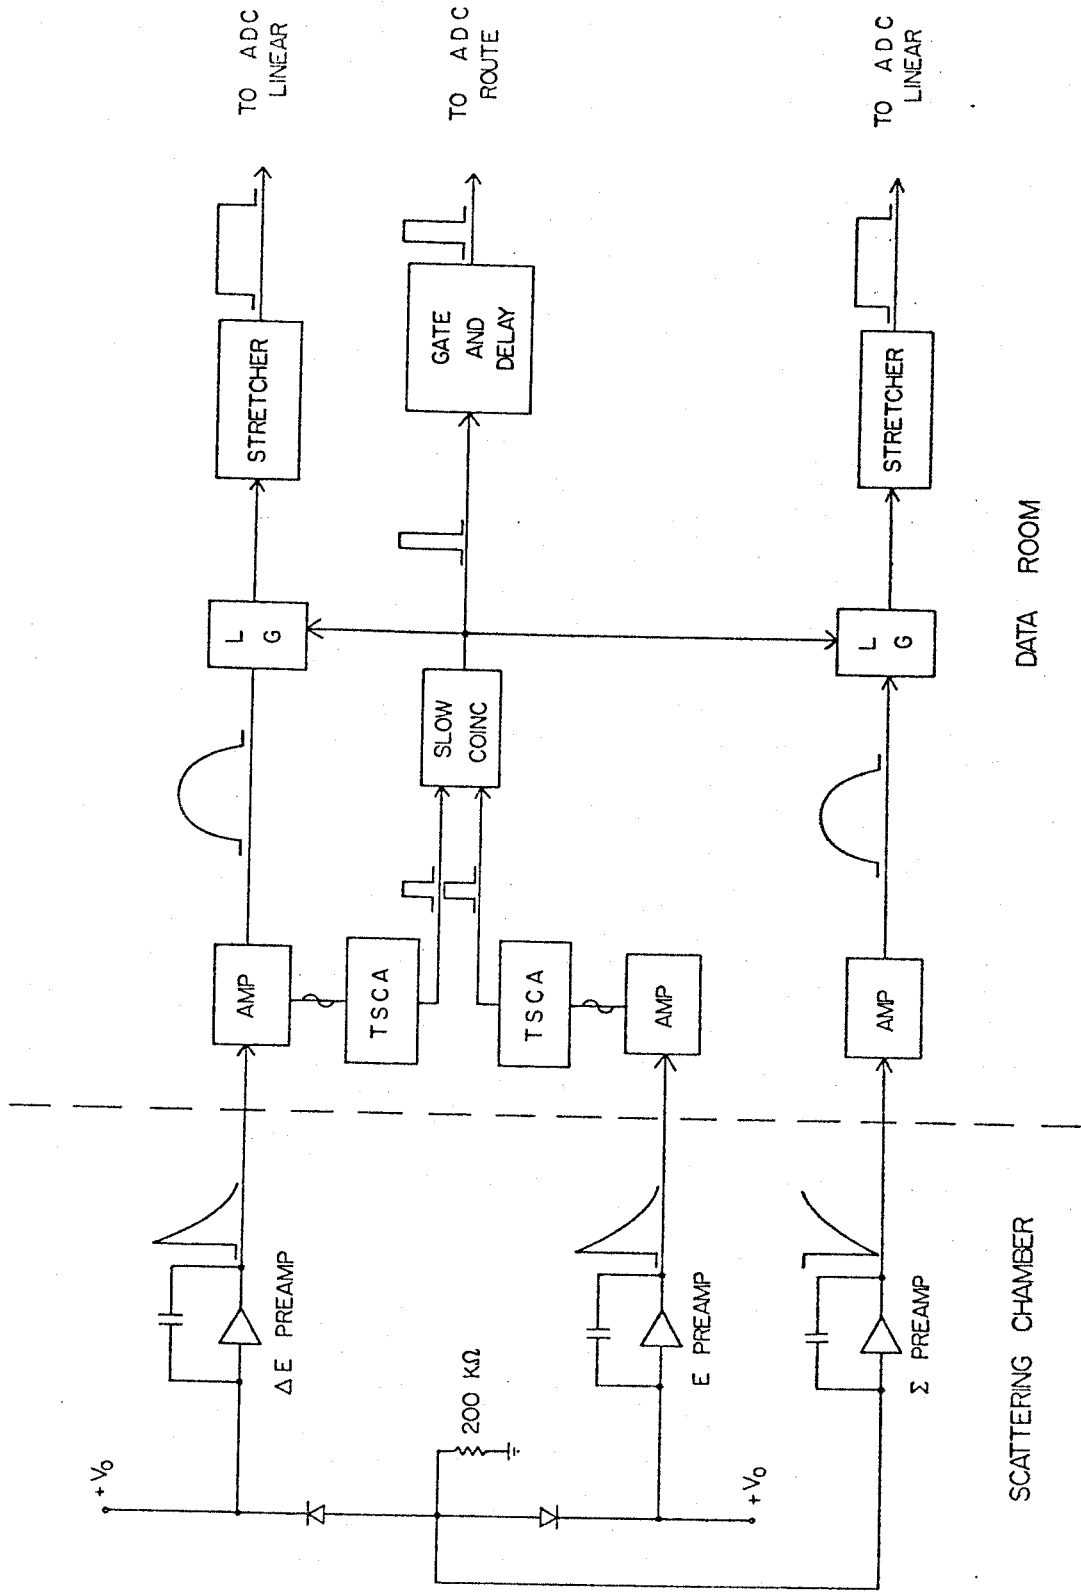 +V₀
Δ E PREAMP
200 KΩ
E PREAMP
+V₀
Σ PREAMP
SCATTERING CHAMBER
AMP
TSCA
TSCA
AMP
AMP
SLOW
COINC
L
G
L
G
STRETCHER
GATE
AND
DELAY
STRETCHER
TO ADC
LINEAR
TO ADC
ROUTE
TO ADC
LINEAR
DATA ROOM